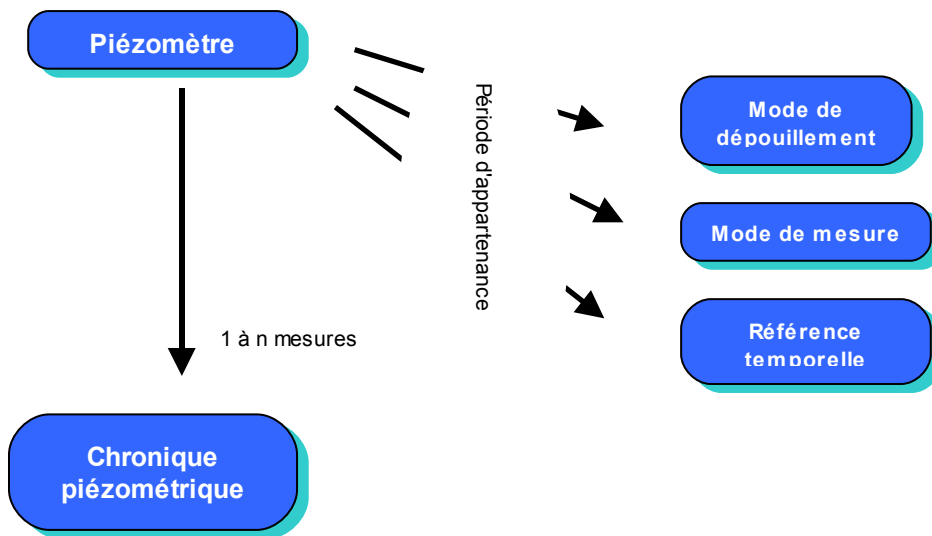 Piézomètre
Période d'appartenance
Mode de
dépouillement
Mode de mesure
Référence
temporelle
1 à n mesures
Chronique
piézométrique